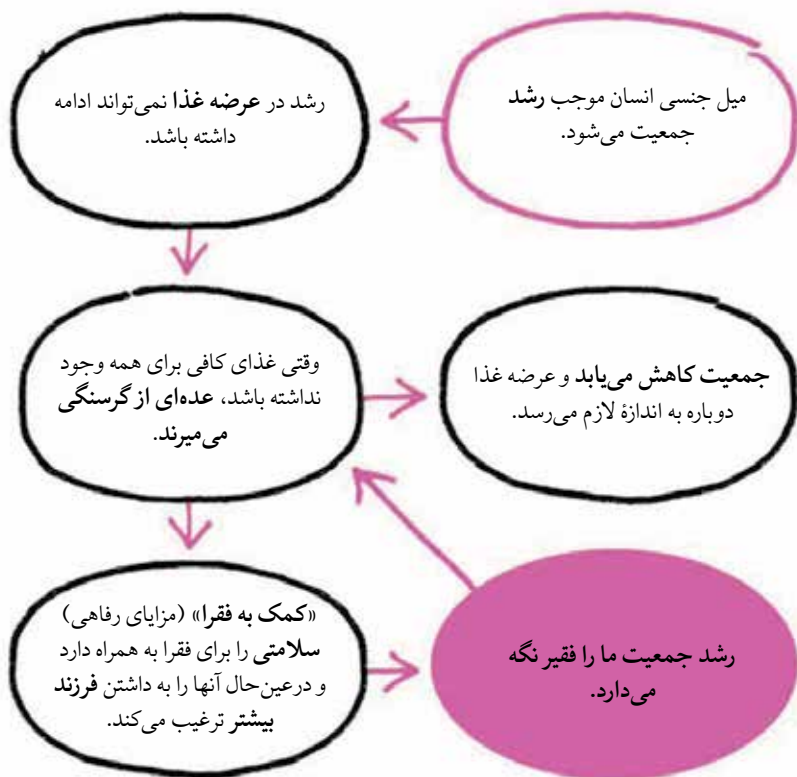 میل جنسی انسان موجب رشد
جمعیت می‌شود.
رشد در عرضه غذا نمی‌تواند ادامه
داشته باشد.
وقتی غذای کافی برای همه وجود
نداشته باشد، عده‌ای از گرسنگی
می‌میرند.
جمعیت کاهش می‌یابد و عرضه غذا
دوباره به اندازهٔ لازم می‌رسد.
«کمک به فقرا» (مزایای رفاهی)
سلامتی را برای فقرا به همراه دارد
و درعین‌حال آنها را به داشتن فرزند
بیشتر ترغیب می‌کند.
رشد جمعیت ما را فقیر نگه
می‌دارد.